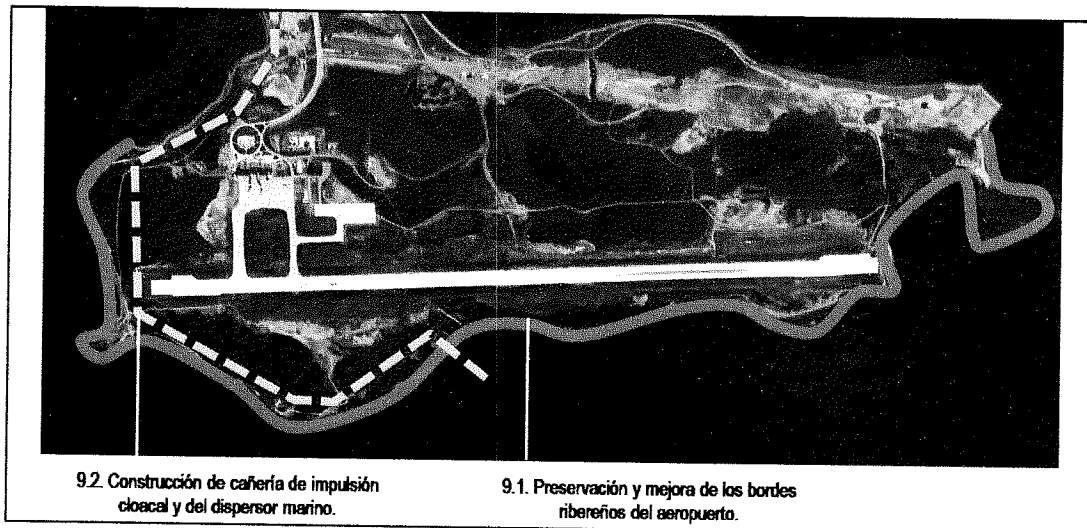 9.2. Construcción de cañería de impulsión
cloacal y del dispersor marino.
9.1. Preservación y mejora de los bordes
ribereños del aeropuerto.